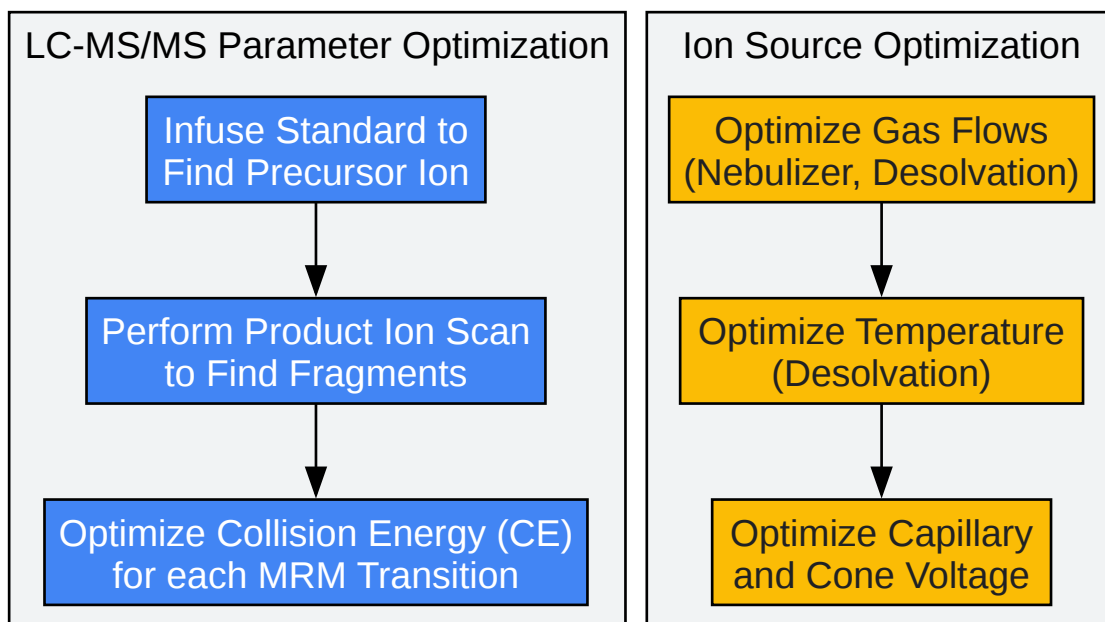 LC-MS/MS Parameter Optimization
Infuse Standard to
Find Precursor Ion
Perform Product Ion Scan
to Find Fragments
Optimize Collision Energy (CE)
for each MRM Transition
Ion Source Optimization
Optimize Gas Flows
(Nebulizer, Desolvation)
Optimize Temperature
(Desolvation)
Optimize Capillary
and Cone Voltage